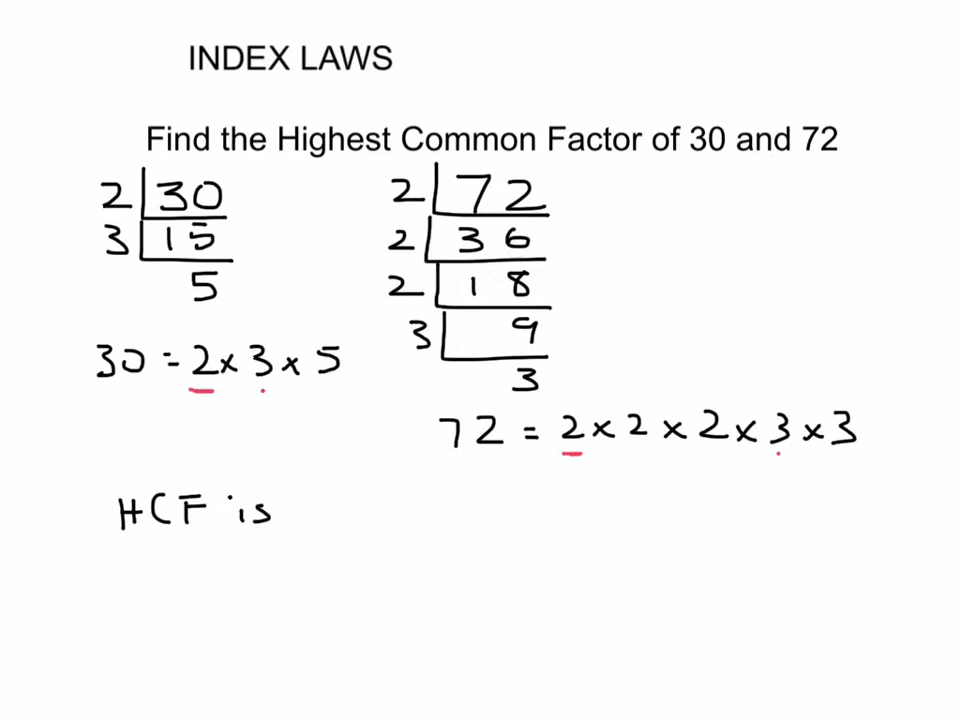 INDEX LAWS
Find the Highest Common Factor of 30 and 72
2 30
3 15
5
30 = 2 x 3 x 5
2 72
2 36
2 18
3 9
3
72 = 2 x 2 x 2 x 3 x 3
HCF is